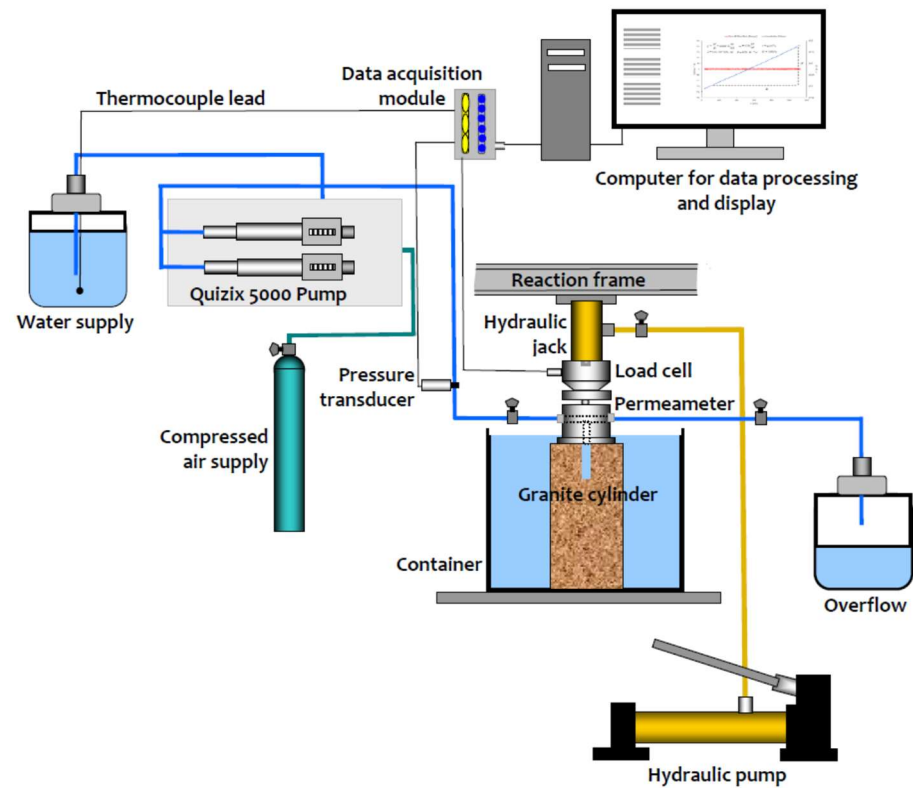 Data acquisition
module
Thermocouple lead
Computer for data processing
and display
Quizix 5000 Pump
Water supply
Reaction frame
Hydraulic
jack
Load cell
Pressure
transducer
Permeameter
Compressed
air supply
Granite cylinder
Container
Overflow
Hydraulic pump